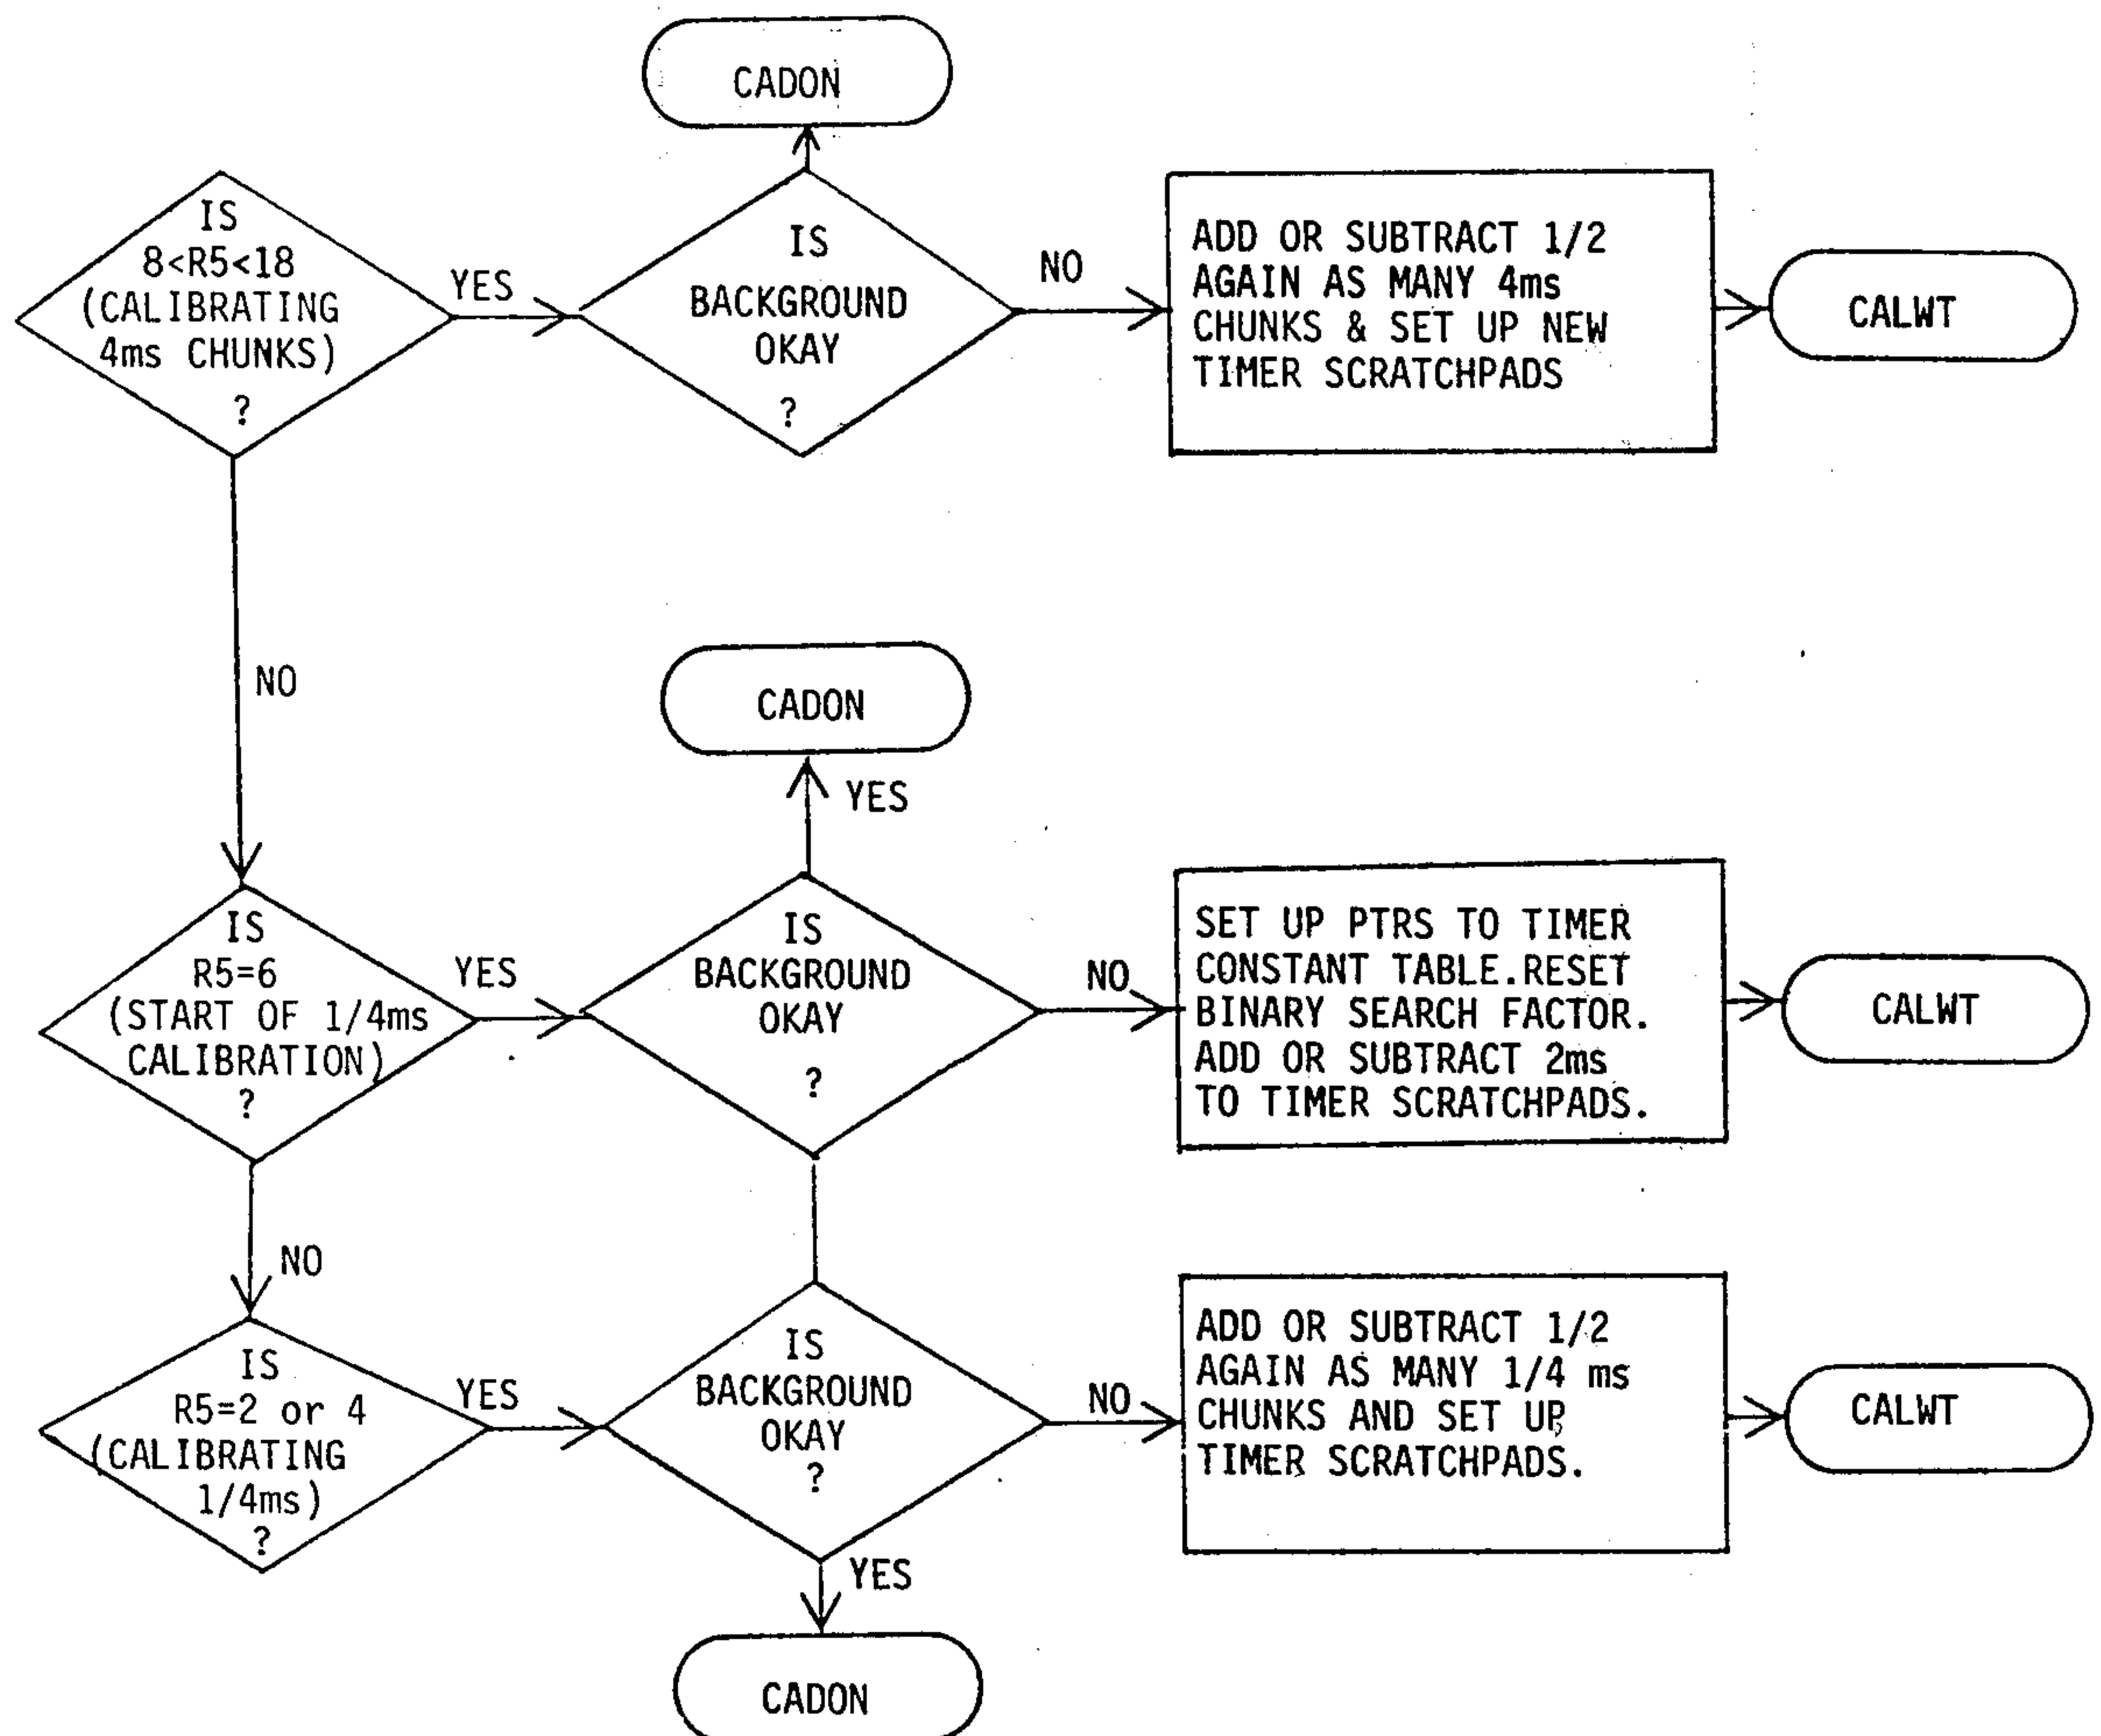 CADON
IS
8<R5<18
(CALIBRATING
4ms CHUNKS)
?
YES
IS
BACKGROUND
OKAY
?
NO
ADD OR SUBTRACT 1/2
AGAIN AS MANY 4ms
CHUNKS & SET UP NEW
TIMER SCRATCHPADS
CALWT
NO
CADON
YES
IS
R5=6
(START OF 1/4ms
CALIBRATION)
?
YES
IS
BACKGROUND
OKAY
?
NO
SET UP PTRS TO TIMER
CONSTANT TABLE.RESET
BINARY SEARCH FACTOR.
ADD OR SUBTRACT 2ms
TO TIMER SCRATCHPADS.
CALWT
NO
IS
R5=2 or 4
(CALIBRATING
1/4ms)
?
YES
IS
BACKGROUND
OKAY
?
NO
ADD OR SUBTRACT 1/2
AGAIN AS MANY 1/4 ms
CHUNKS AND SET UP
TIMER SCRATCHPADS.
CALWT
YES
CADON